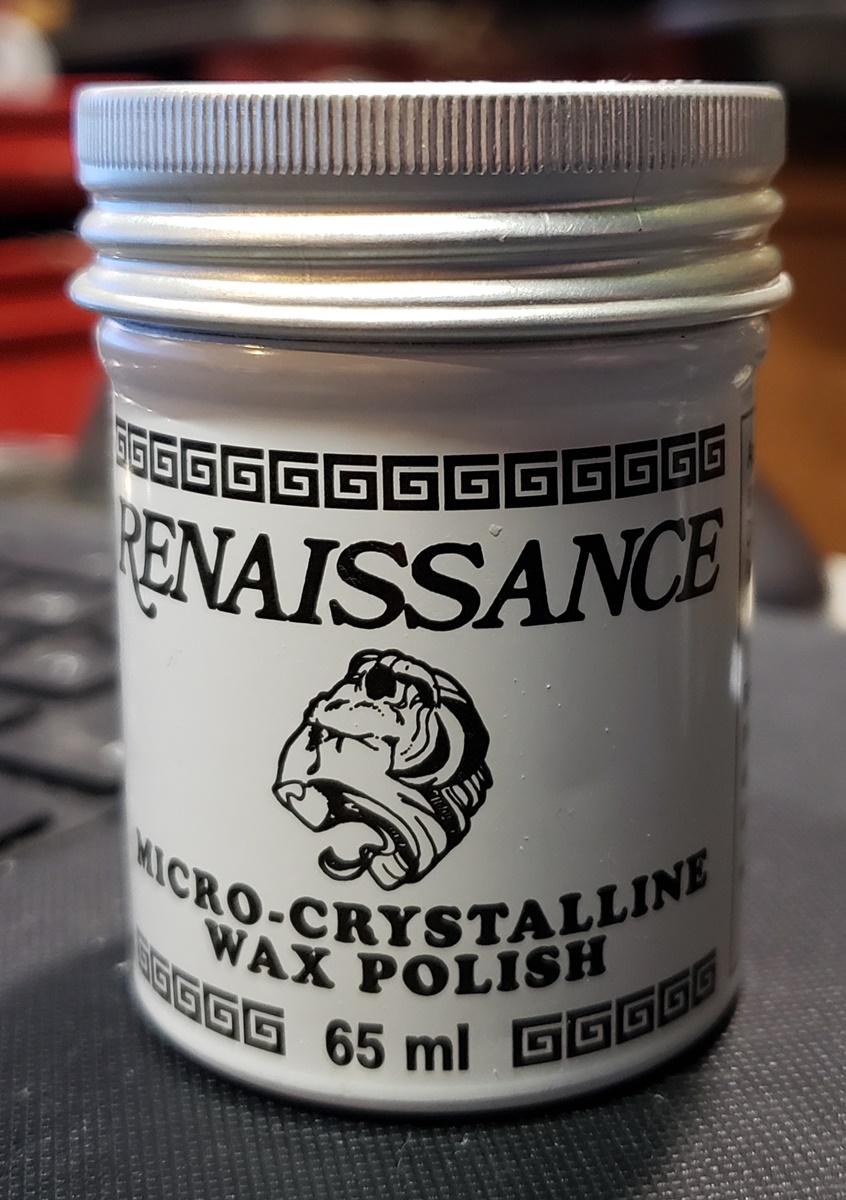 RENAISSANCE
MICRO-CRYSTALLINE
WAX POLISH
65 ml